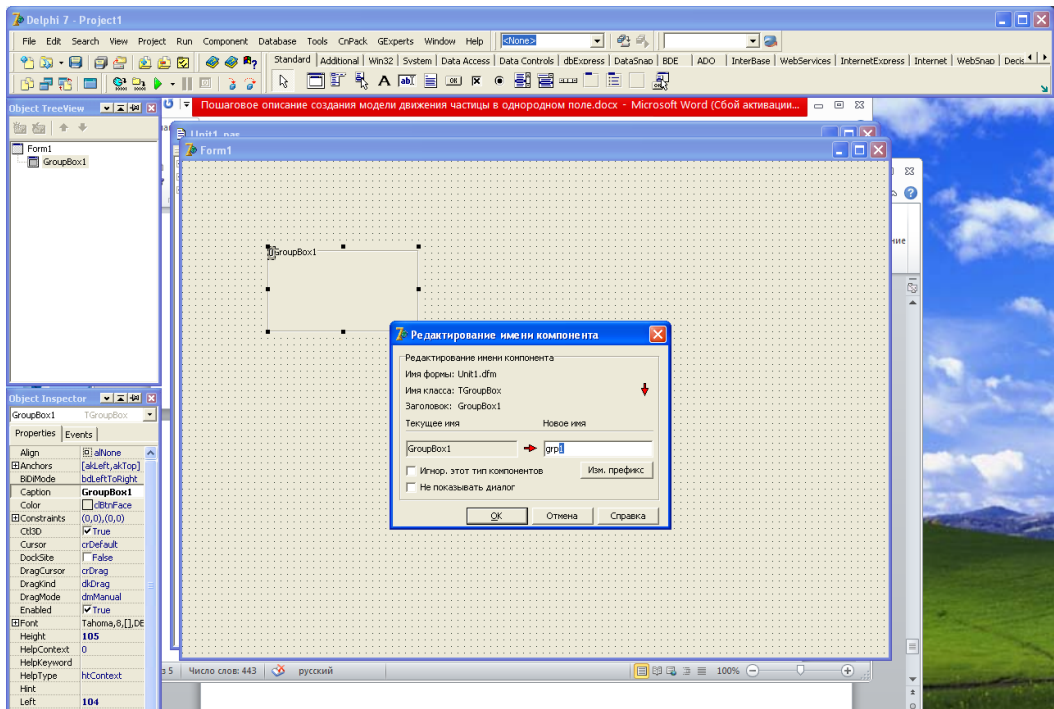 Delphi 7 - Project1
File Edit Search View Project Run Component Database Tools CnPack GExperts Window Help <None>
Standard Additional Win32 System Data Access Data Controls dbExpress DataSnap BDE ADO InterBase WebServices InternetExpress Internet WebSnap Decis
Object TreeView
Form1
GroupBox1
Пошаговое описание создания модели движения частицы в однородном поле.docx - Microsoft Word (Сбой активации...
Unit1.pas
Form1
GroupBox1
ние
Редактирование имени компонента
Редактирование имени компонента
Имя формы: Unit1.dfm
Имя класса: TGroupBox
Заголовок: GroupBox1
Текущее имя Новое имя
GroupBox1 grp1
Игнор. этот тип компонентов Изм. префикс
Не показывать диалог
OK Отмена Справка
Object Inspector
GroupBox1 TGroupBox
Properties Events
Align alNone
Anchors [akLeft,akTop]
BiDiMode bdLeftToRight
Caption GroupBox1
Color clBtnFace
Constraints (0,0),(0,0)
Ctl3D True
Cursor crDefault
DockSite False
DragCursor crDrag
DragKind dkDrag
DragMode dmManual
Enabled True
Font Tahoma,8,[],DE
Height 105
HelpContext 0
HelpKeyword
HelpType htContext
Hint
Left 104
з 5 Число слов: 443 русский 100%